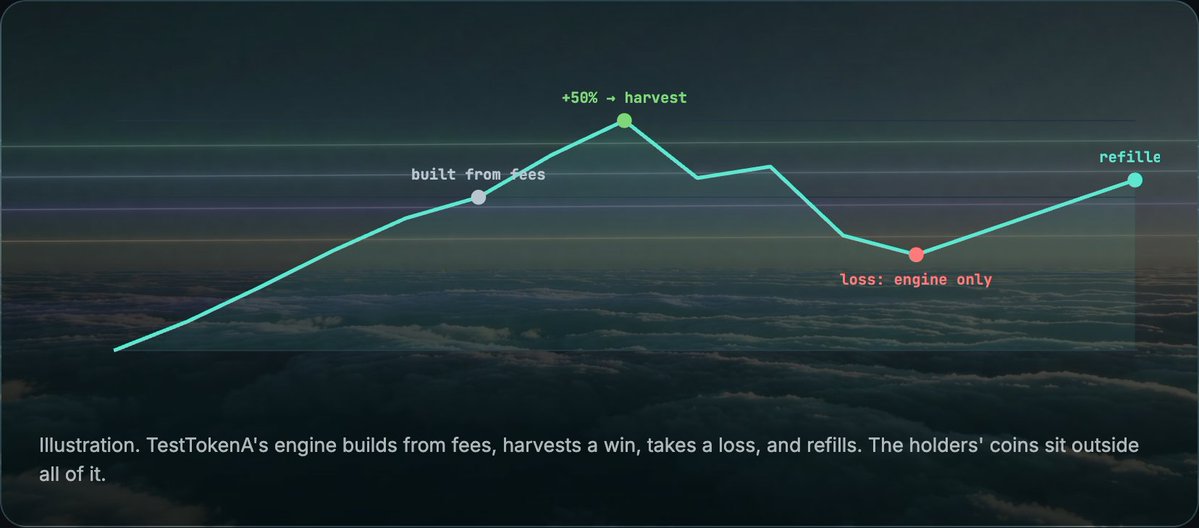 +50% → harvest
refille
built from fees
loss: engine only
Illustration. TestTokenA's engine builds from fees, harvests a win, takes a loss, and refills. The holders' coins sit outside
all of it.